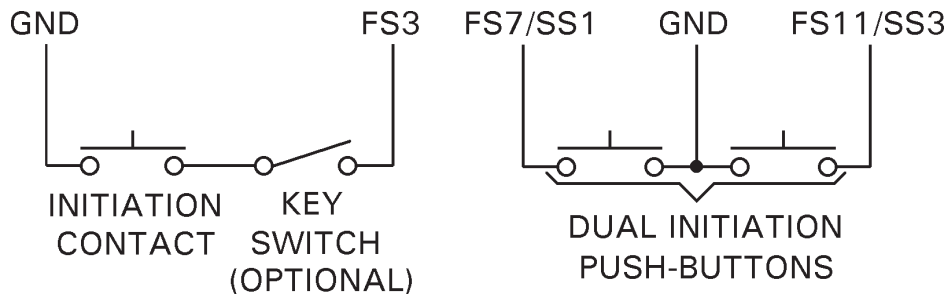 GND FS3 FS7/SS1 GND FS11/SS3
INITIATION
CONTACT
KEY
SWITCH
(OPTIONAL)
DUAL INITIATION
PUSH-BUTTONS